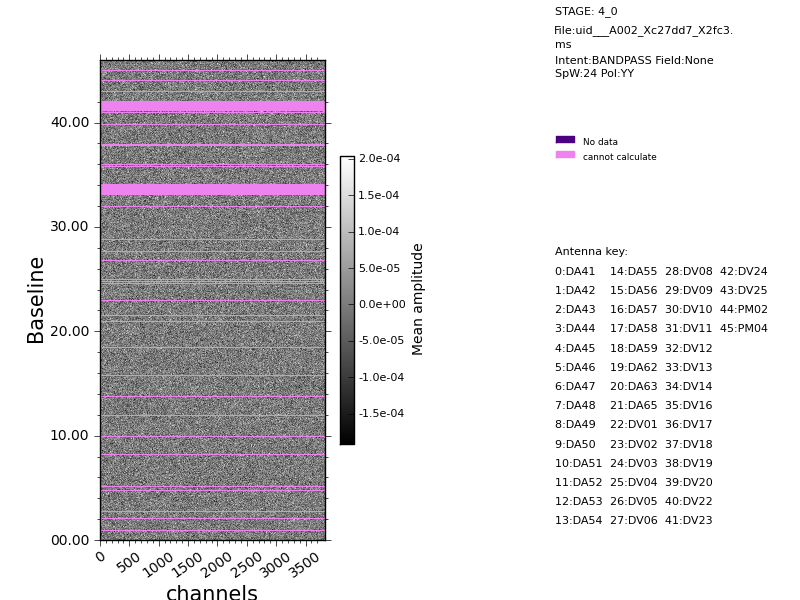 STAGE: 4_0
File:uid___A002_Xc27dd7_X2fc3.
ms
Intent:BANDPASS Field:None
SpW:24 Pol:YY
No data
cannot calculate
40.00
30.00
20.00
10.00
00.00
Baseline
0 500 1000 1500 2000 2500 3000 3500
channels
2.0e-04
1.5e-04
1.0e-04
5.0e-05
0.0e+00
-5.0e-05
-1.0e-04
-1.5e-04
Mean amplitude
Antenna key:
0:DA41 14:DA55 28:DV08 42:DV24
1:DA42 15:DA56 29:DV09 43:DV25
2:DA43 16:DA57 30:DV10 44:PM02
3:DA44 17:DA58 31:DV11 45:PM04
4:DA45 18:DA59 32:DV12
5:DA46 19:DA62 33:DV13
6:DA47 20:DA63 34:DV14
7:DA48 21:DA65 35:DV16
8:DA49 22:DV01 36:DV17
9:DA50 23:DV02 37:DV18
10:DA51 24:DV03 38:DV19
11:DA52 25:DV04 39:DV20
12:DA53 26:DV05 40:DV22
13:DA54 27:DV06 41:DV23